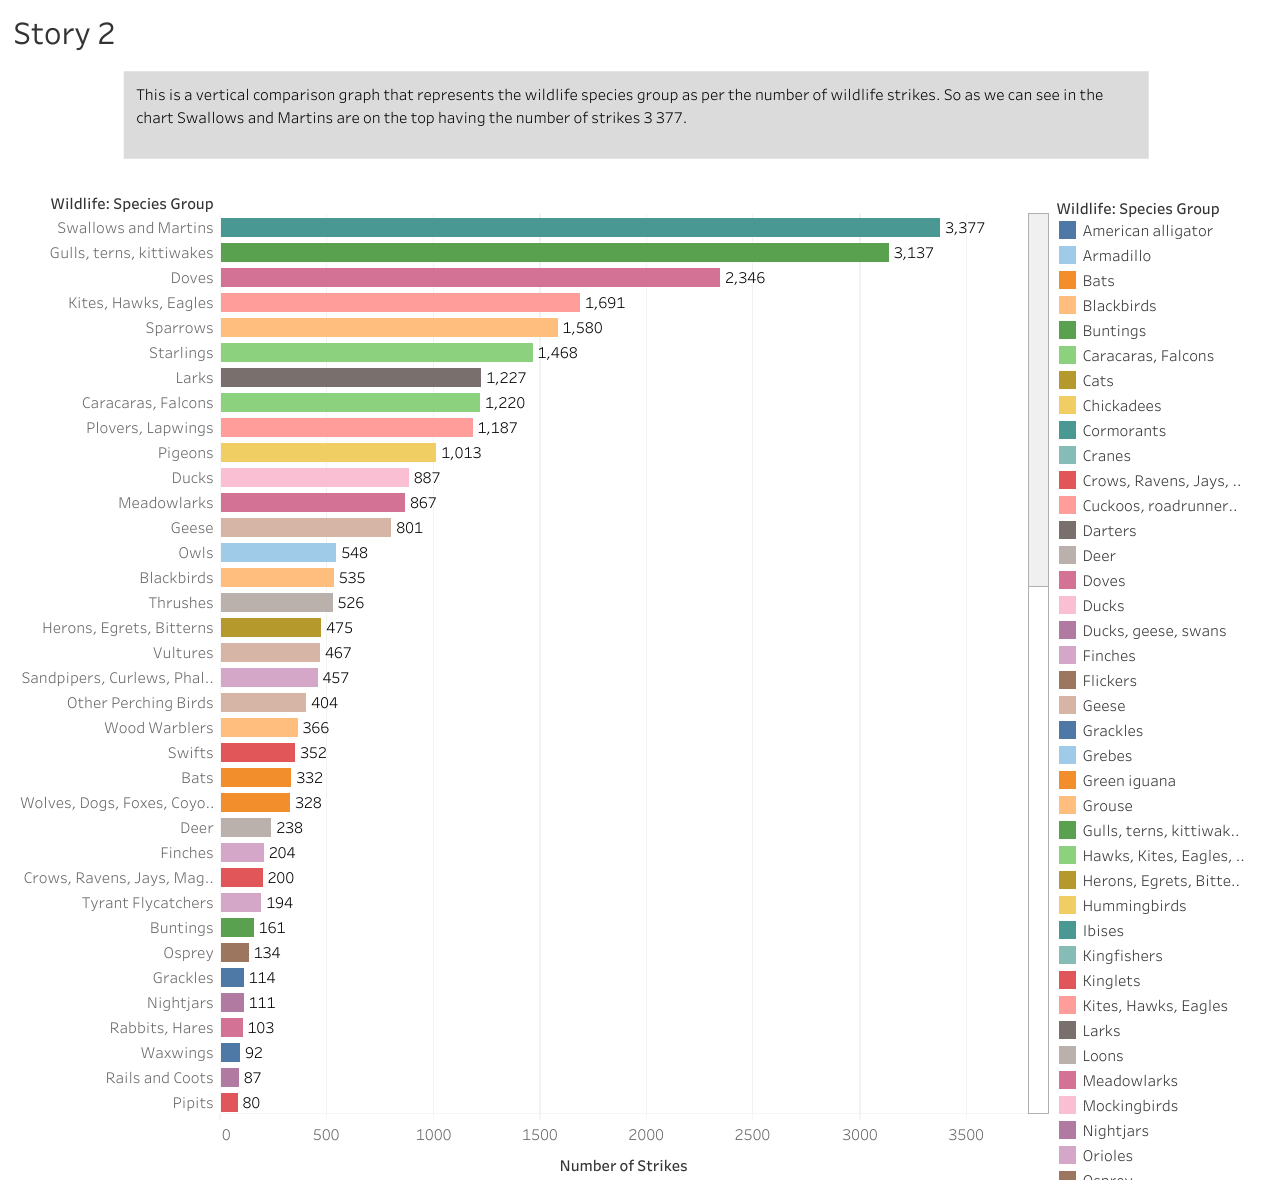 Story 2
This is a vertical comparison graph that represents the wildlife species group as per the number of wildlife strikes. So as we can see in the
chart Swallows and Martins are on the top having the number of strikes 3 377.
Wildlife: Species Group
Swallows and Martins 3,377
Gulls, terns, kittiwakes 3,137
Doves 2,346
Kites, Hawks, Eagles 1,691
Sparrows 1,580
Starlings 1,468
Larks 1,227
Caracaras, Falcons 1,220
Plovers, Lapwings 1,187
Pigeons 1,013
Ducks 887
Meadowlarks 867
Geese 801
Owls 548
Blackbirds 535
Thrushes 526
Herons, Egrets, Bitterns 475
Vultures 467
Sandpipers, Curlews, Phal.. 457
Other Perching Birds 404
Wood Warblers 366
Swifts 352
Bats 332
Wolves, Dogs, Foxes, Coyo.. 328
Deer 238
Finches 204
Crows, Ravens, Jays, Mag.. 200
Tyrant Flycatchers 194
Buntings 161
Osprey 134
Grackles 114
Nightjars 111
Rabbits, Hares 103
Waxwings 92
Rails and Coots 87
Pipits 80
0 500 1000 1500 2000 2500 3000 3500
Number of Strikes
Wildlife: Species Group
American alligator
Armadillo
Bats
Blackbirds
Buntings
Caracaras, Falcons
Cats
Chickadees
Cormorants
Cranes
Crows, Ravens, Jays, ..
Cuckoos, roadrunner..
Darters
Deer
Doves
Ducks
Ducks, geese, swans
Finches
Flickers
Geese
Grackles
Grebes
Green iguana
Grouse
Gulls, terns, kittiwak..
Hawks, Kites, Eagles, ..
Herons, Egrets, Bitte..
Hummingbirds
Ibises
Kingfishers
Kinglets
Kites, Hawks, Eagles
Larks
Loons
Meadowlarks
Mockingbirds
Nightjars
Orioles